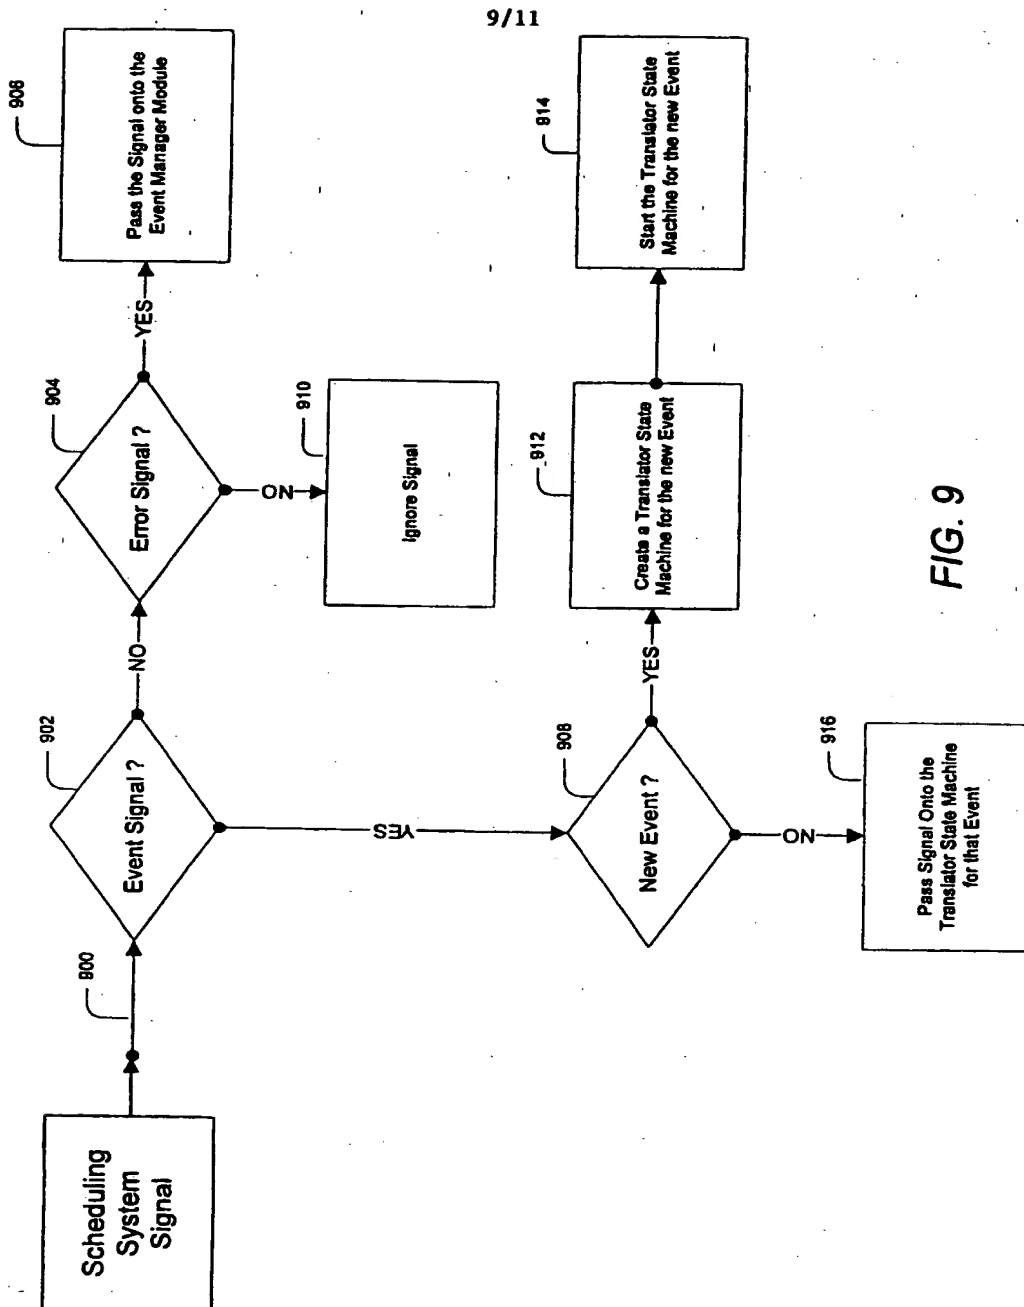 9/11
Scheduling
System
Signal
900
902
Event Signal ?
NO
904
Error Signal ?
YES
906
Pass the Signal onto the
Event Manager Module
NO
910
Ignore Signal
YES
908
New Event ?
YES
912
Create a Translator State
Machine for the new Event
914
Start the Translator State
Machine for the new Event
NO
916
Pass Signal Onto the
Translator State Machine
for that Event
FIG. 9